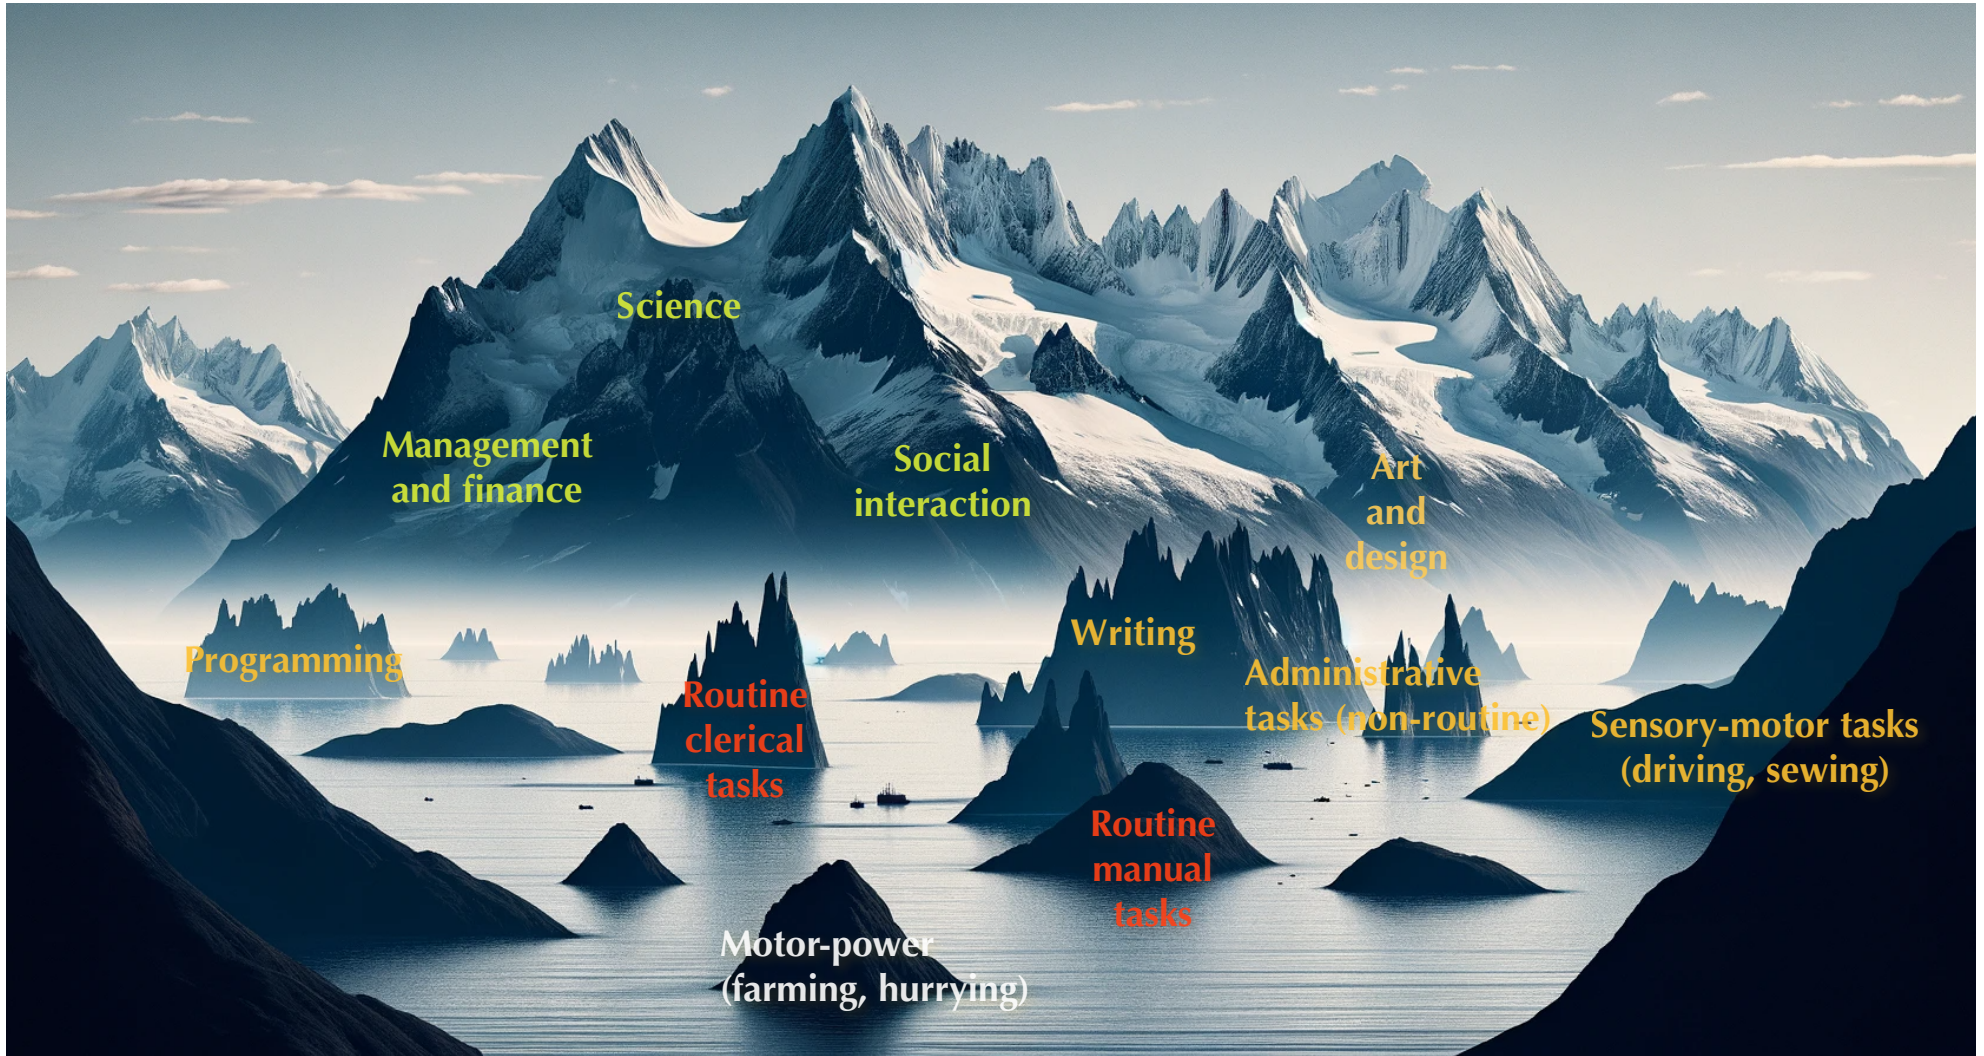 Science
Management
and finance
Social
interaction
Art
and
design
Writing
Programming
Administrative
tasks (non-routine)
Routine
clerical
tasks
Sensory-motor tasks
(driving, sewing)
Routine
manual
tasks
Motor-power
(farming, hurrying)